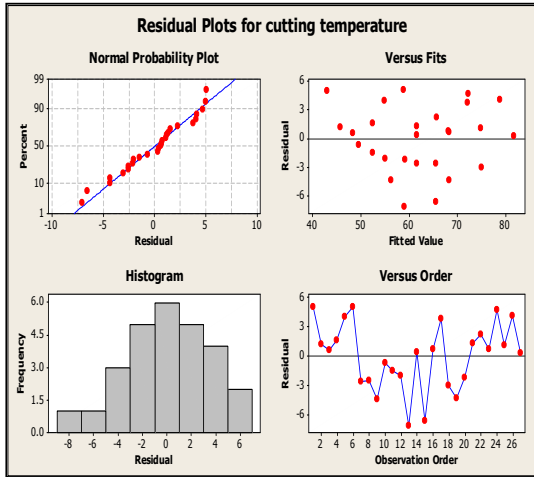 Residual Plots for cutting temperature
Normal Probability Plot
99
90
50
10
1
Percent
-10 -5 0 5 10
Residual
Versus Fits
6
3
0
-3
-6
Residual
40 50 60 70 80
Fitted Value
Histogram
6.0
4.5
3.0
1.5
0.0
Frequency
-8 -6 -4 -2 0 2 4 6
Residual
Versus Order
6
3
0
-3
-6
Residual
2 4 6 8 10 12 14 16 18 20 22 24 26
Observation Order